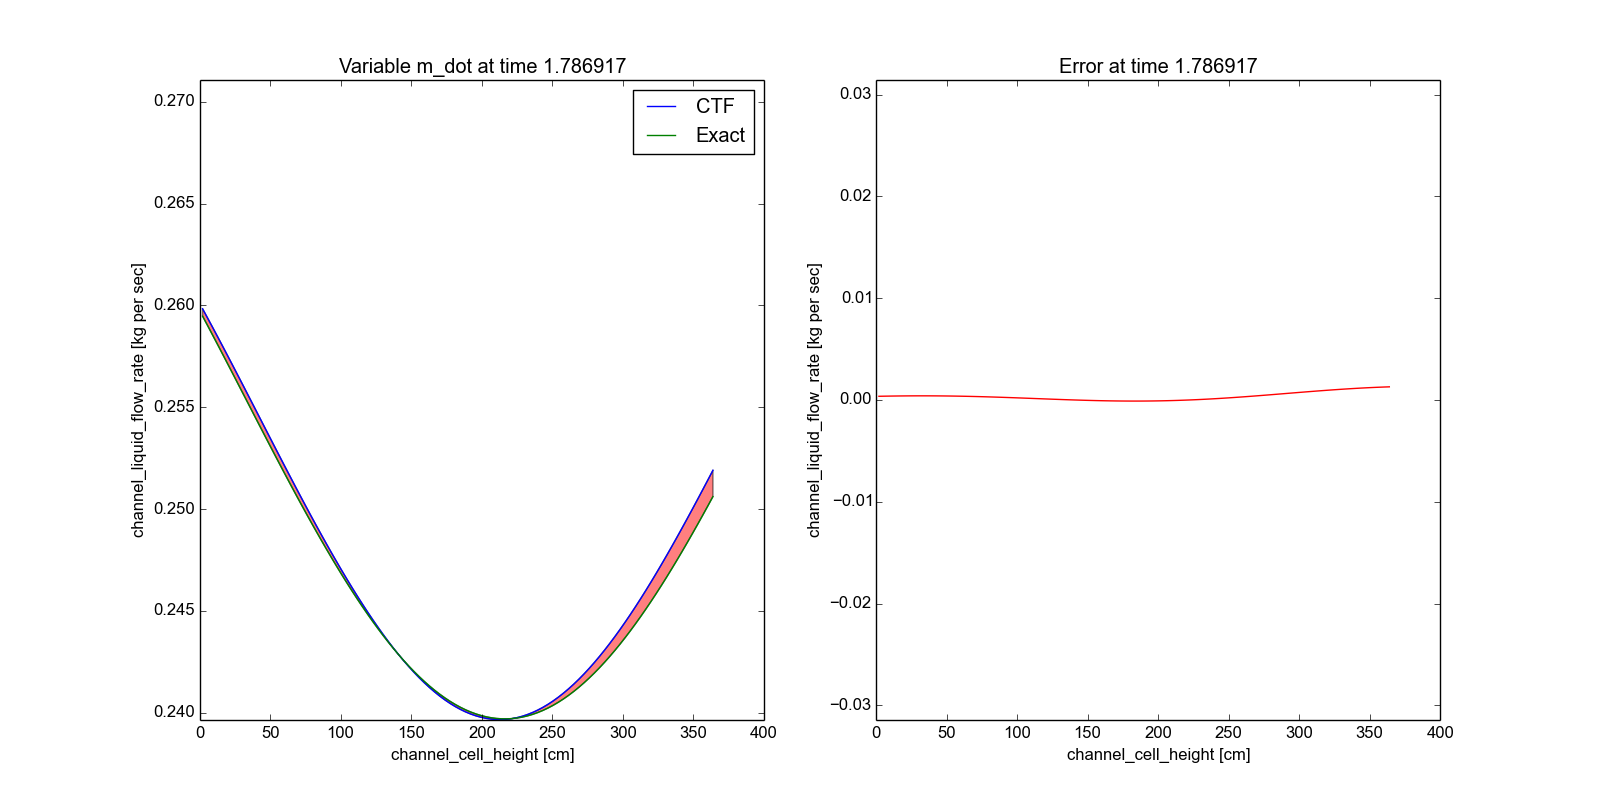 Variable m_dot at time 1.786917
0.270
0.265
0.260
0.255
0.250
0.245
0.240
channel_liquid_flow_rate [kg per sec]
CTF
Exact
0 50 100 150 200 250 300 350 400
channel_cell_height [cm]
Error at time 1.786917
0.03
0.02
0.01
0.00
−0.01
−0.02
−0.03
channel_liquid_flow_rate [kg per sec]
0 50 100 150 200 250 300 350 400
channel_cell_height [cm]